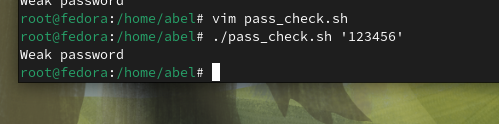 Weak password
root@fedora:/home/abel# vim pass_check.sh
root@fedora:/home/abel# ./pass_check.sh '123456'
Weak password
root@fedora:/home/abel#